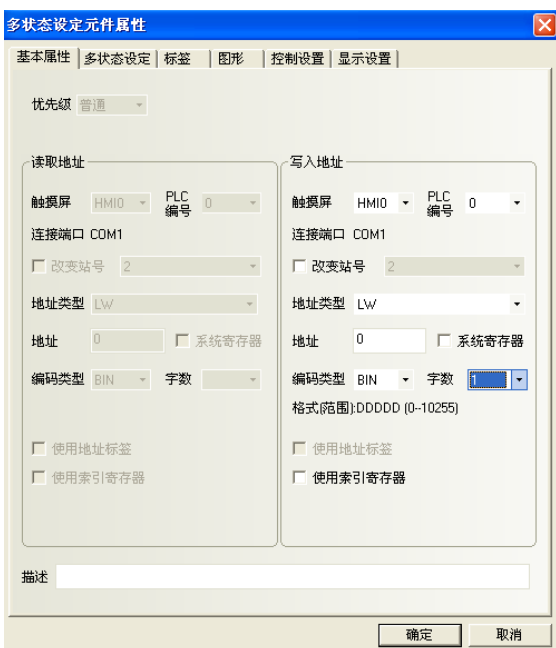 多状态设定元件属性
基本属性 多状态设定 标签 图形 控制设置 显示设置
优先级 普通
读取地址
触摸屏 HMI0 PLC编号 0
连接端口 COM1
改变站号 2
地址类型 LW
地址 0 系统寄存器
编码类型 BIN 字数
使用地址标签
使用索引寄存器
写入地址
触摸屏 HMI0 PLC编号 0
连接端口 COM1
改变站号 2
地址类型 LW
地址 0 系统寄存器
编码类型 BIN 字数 1
格式(范围):DDDDD (0--10255)
使用地址标签
使用索引寄存器
描述
确定 取消